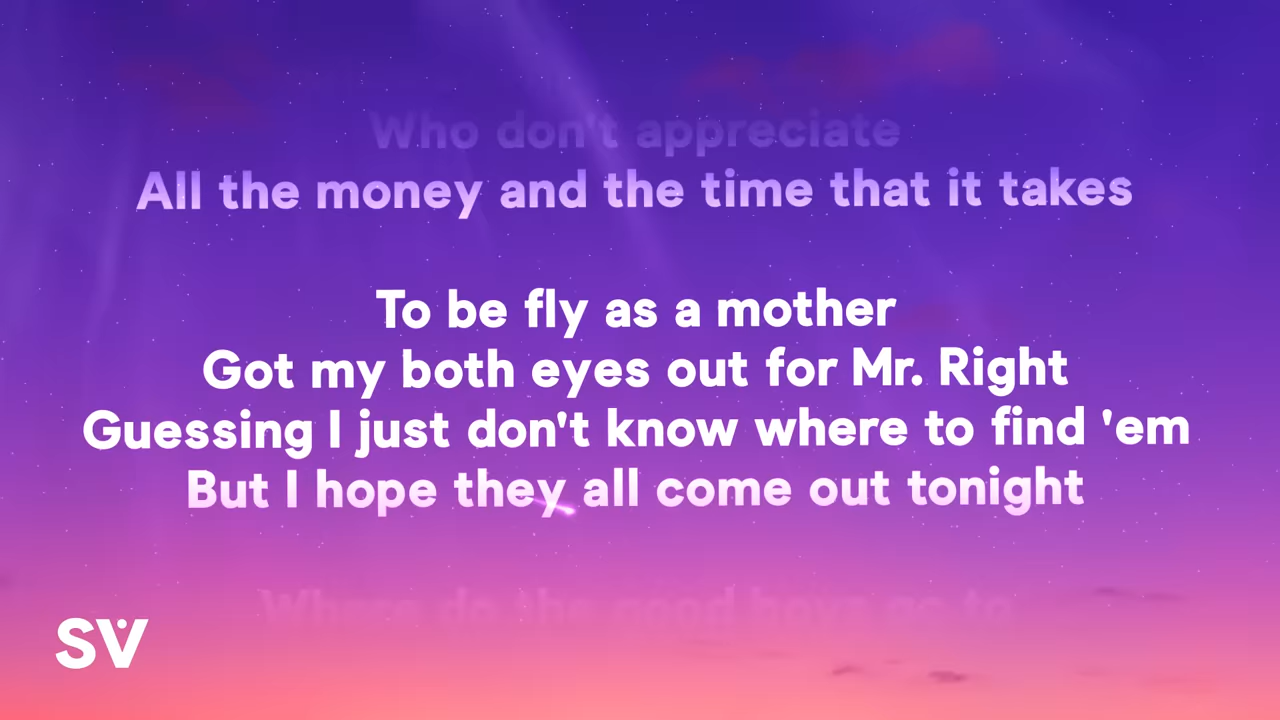 Who don't appreciate
All the money and the time that it takes
To be fly as a mother
Got my both eyes out for Mr. Right
Guessing I just don't know where to find 'em
But I hope they all come out tonight
Where do the good boys go to
SV